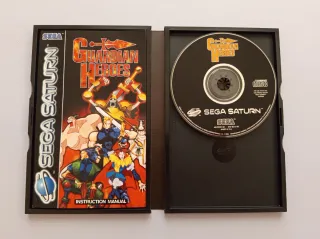 SEGA
GUARDIAN
HEROES
SEGA SATURN
INSTRUCTION MANUAL
GUARDIAN
HEROES
SEGA SATURN
SEGA